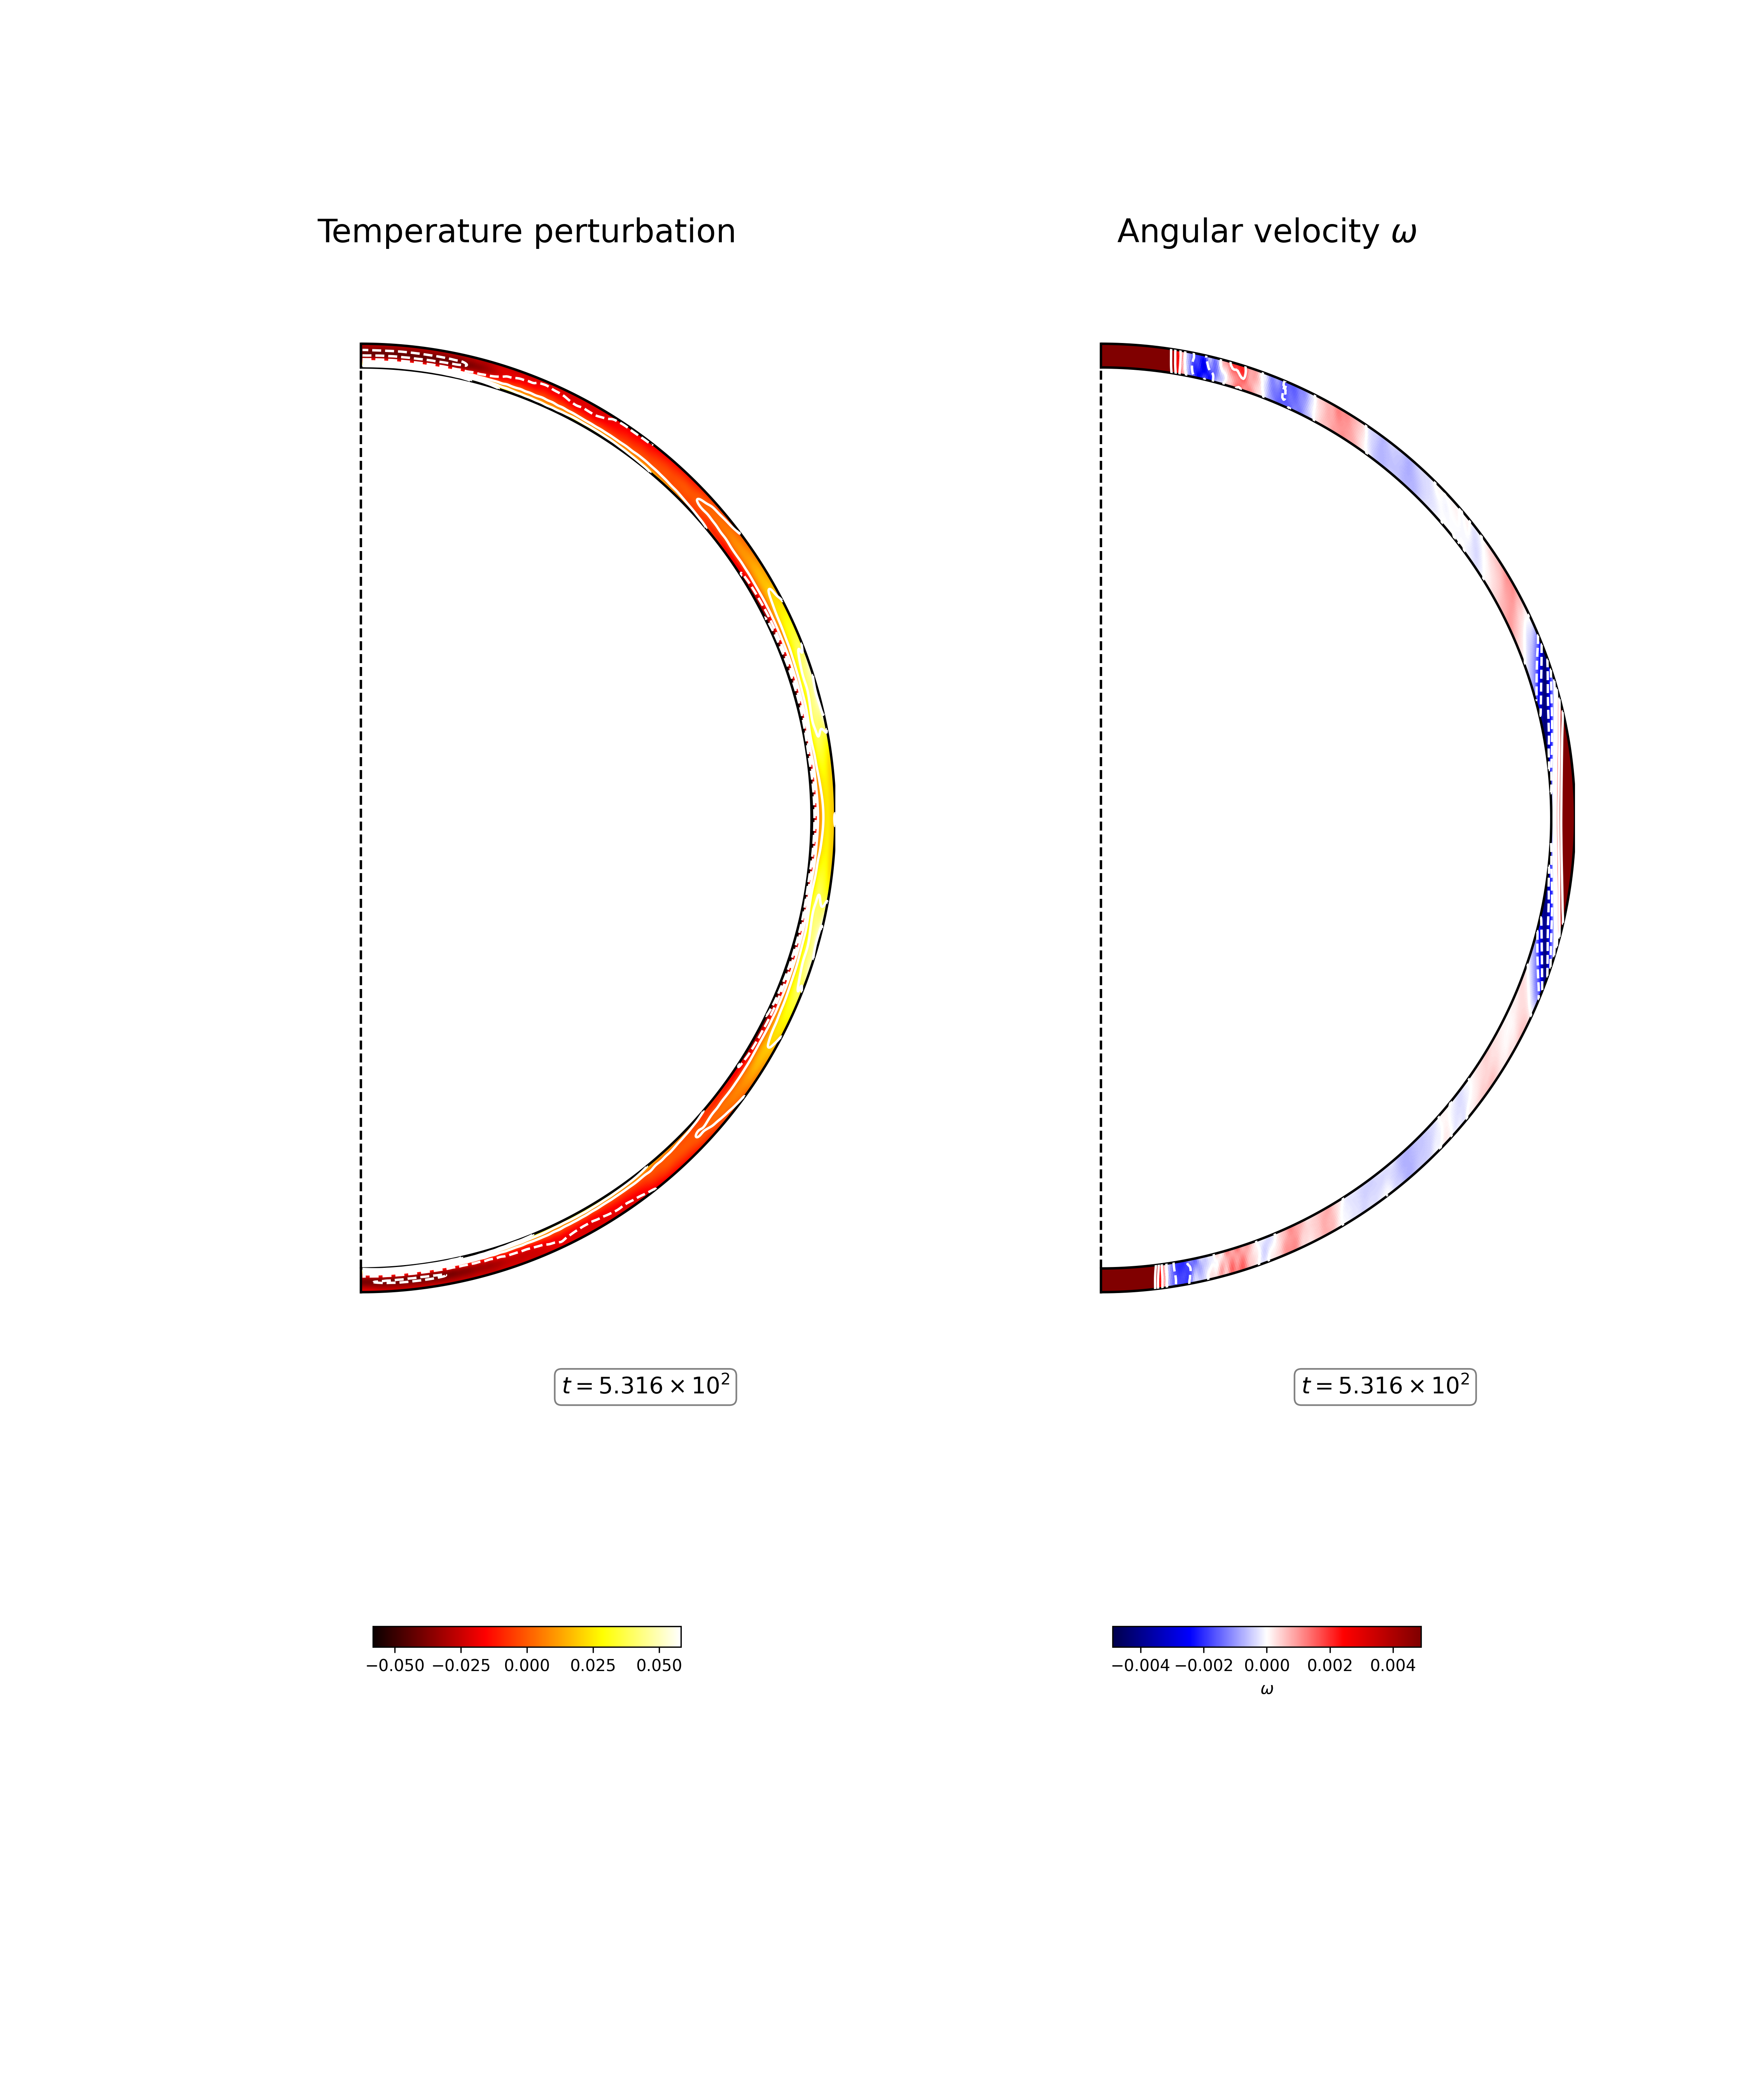 Temperature perturbation
Angular velocity ω
t = 5.316 × 10²
t = 5.316 × 10²
−0.050 −0.025 0.000 0.025 0.050
−0.004 −0.002 0.000 0.002 0.004
ω